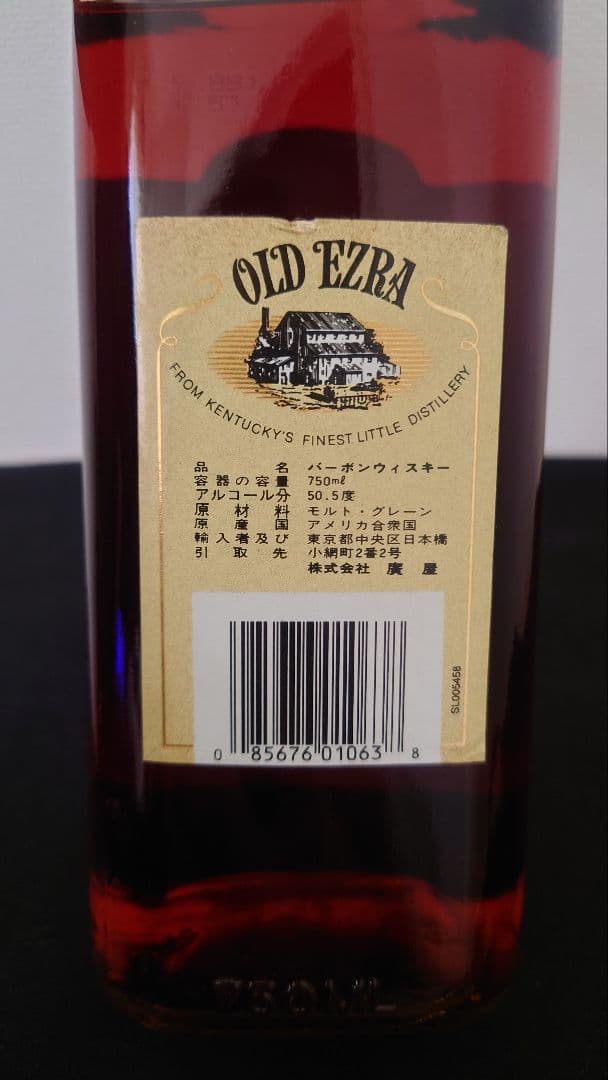 OLD EZRA
FROM KENTUCKY'S FINEST LITTLE DISTILLERY
品名 バーボンウィスキー
容器の容量 750mℓ
アルコール分 50.5度
原材料 モルト・グレーン
原産国 アメリカ合衆国
輸入者及び 東京都中央区日本橋
引取先 小網町2番2号
株式会社 廣屋
SL005458
0 85676 01063 8
750ML